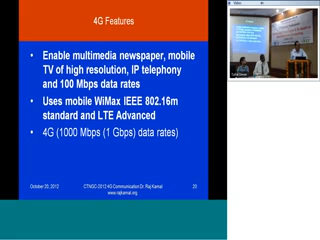 4G Features
• Enable multimedia newspaper, mobile
TV of high resolution, IP telephony
and 100 Mbps data rates
• Uses mobile WiMax IEEE 802.16m
standard and LTE Advanced
• 4G (1000 Mbps (1 Gbps) data rates)
October 20, 2012
CTNGC-2012 4G Communication Dr. Raj Kamal
www.rajkamal.org
20
Video